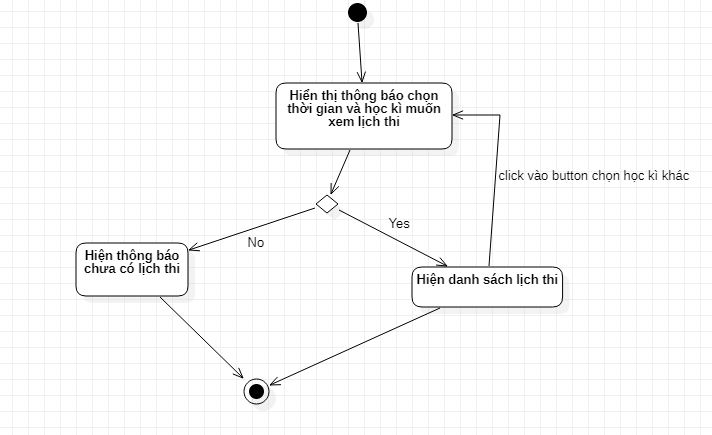 Hiển thị thông báo chọn
thời gian và học kì muốn
xem lịch thi
click vào button chọn học kì khác
Yes
No
Hiện thông báo
chưa có lịch thi
Hiện danh sách lịch thi